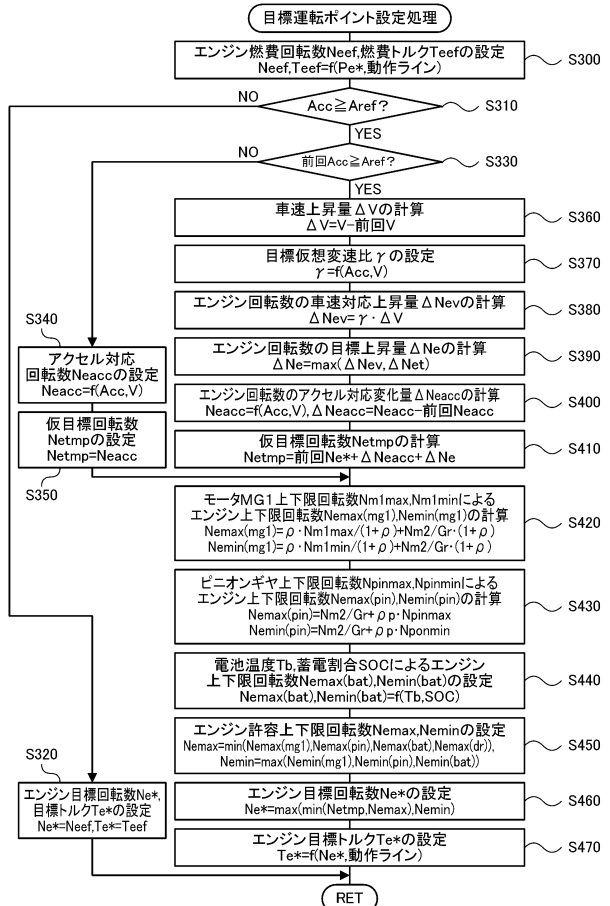 目標運転ポイント設定処理
エンジン燃費回転数Neef,燃費トルクTeefの設定
Neef,Teef=f(Pe*,動作ライン)
S300
NO
Acc≧Aref?
S310
YES
NO
前回Acc≧Aref?
S330
YES
車速上昇量ΔVの計算
ΔV=V-前回V
S360
目標仮想変速比γの設定
γ=f(Acc,V)
S370
エンジン回転数の車速対応上昇量ΔNevの計算
ΔNev=γ・ΔV
S380
S340
アクセル対応
回転数Neaccの設定
Neacc=f(Acc,V)
エンジン回転数の目標上昇量ΔNeの計算
ΔNe=max(ΔNev,ΔNet)
S390
エンジン回転数のアクセル対応変化量ΔNeaccの計算
Neacc=f(Acc,V),ΔNeacc=Neacc-前回Neacc
S400
仮目標回転数
Netmpの設定
Netmp=Neacc
S350
仮目標回転数Netmpの計算
Netmp=前回Ne*+ΔNeacc+ΔNe
S410
モータMG1上下限回転数Nm1max,Nm1minによる
エンジン上下限回転数Nemax(mg1),Nemin(mg1)の計算
Nemax(mg1)=ρ・Nm1max/(1+ρ)+Nm2/Gr・(1+ρ)
Nemin(mg1)=ρ・Nm1min/(1+ρ)+Nm2/Gr・(1+ρ)
S420
ピニオンギヤ上下限回転数Npinmax,Npinminによる
エンジン上下限回転数Nemax(pin),Nemin(pin)の計算
Nemax(pin)=Nm2/Gr+ρp・Npinmax
Nemin(pin)=Nm2/Gr+ρp・Nponmin
S430
電池温度Tb,蓄電割合SOCによるエンジン
上下限回転数Nemax(bat),Nemin(bat)の設定
Nemax(bat),Nemin(bat)=f(Tb,SOC)
S440
エンジン許容上下限回転数Nemax,Neminの設定
Nemax=min(Nemax(mg1),Nemax(pin),Nemax(bat),Nemax(dr)),
Nemin=max(Nemin(mg1),Nemin(pin),Nemin(bat))
S450
S320
エンジン目標回転数Ne*,
目標トルクTe*の設定
Ne*=Neef,Te*=Teef
エンジン目標回転数Ne*の設定
Ne*=max(min(Netmp,Nemax),Nemin)
S460
エンジン目標トルクTe*の設定
Te*=f(Ne*,動作ライン)
S470
RET